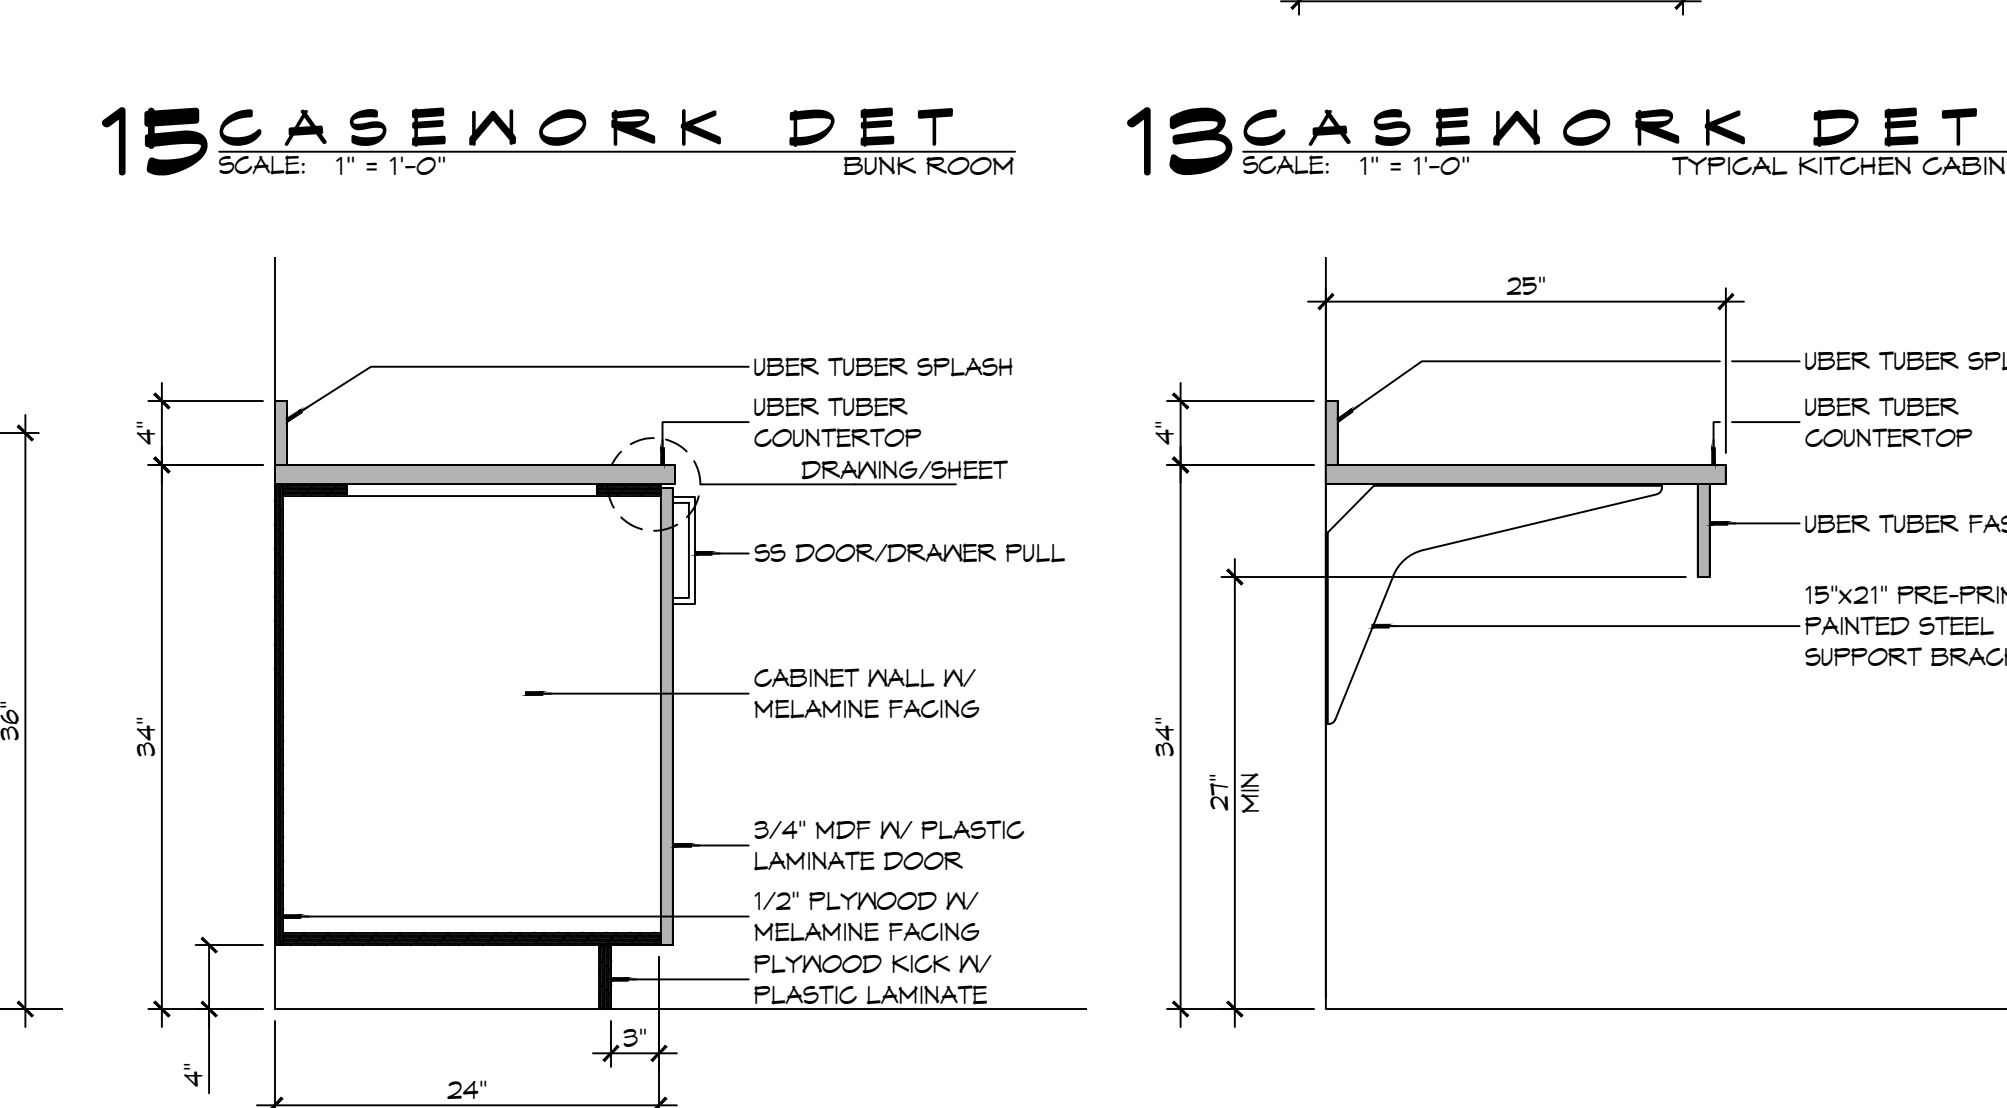 15 CASEWORK DET
SCALE: 1" = 1'-0" BUNK ROOM
13 CASEWORK DET
SCALE: 1" = 1'-0" TYPICAL KITCHEN CABIN
36"
4"
34"
4"
UBER TUBER SPLASH
UBER TUBER
COUNTERTOP
DRAWING/SHEET
SS DOOR/DRAWER PULL
CABINET WALL W/
MELAMINE FACING
3/4" MDF W/ PLASTIC
LAMINATE DOOR
1/2" PLYWOOD W/
MELAMINE FACING
PLYWOOD KICK W/
PLASTIC LAMINATE
3"
24"
25"
4"
34"
27"
MIN
UBER TUBER SPL
UBER TUBER
COUNTERTOP
UBER TUBER FAS
15"x21" PRE-PRIN
PAINTED STEEL
SUPPORT BRACK